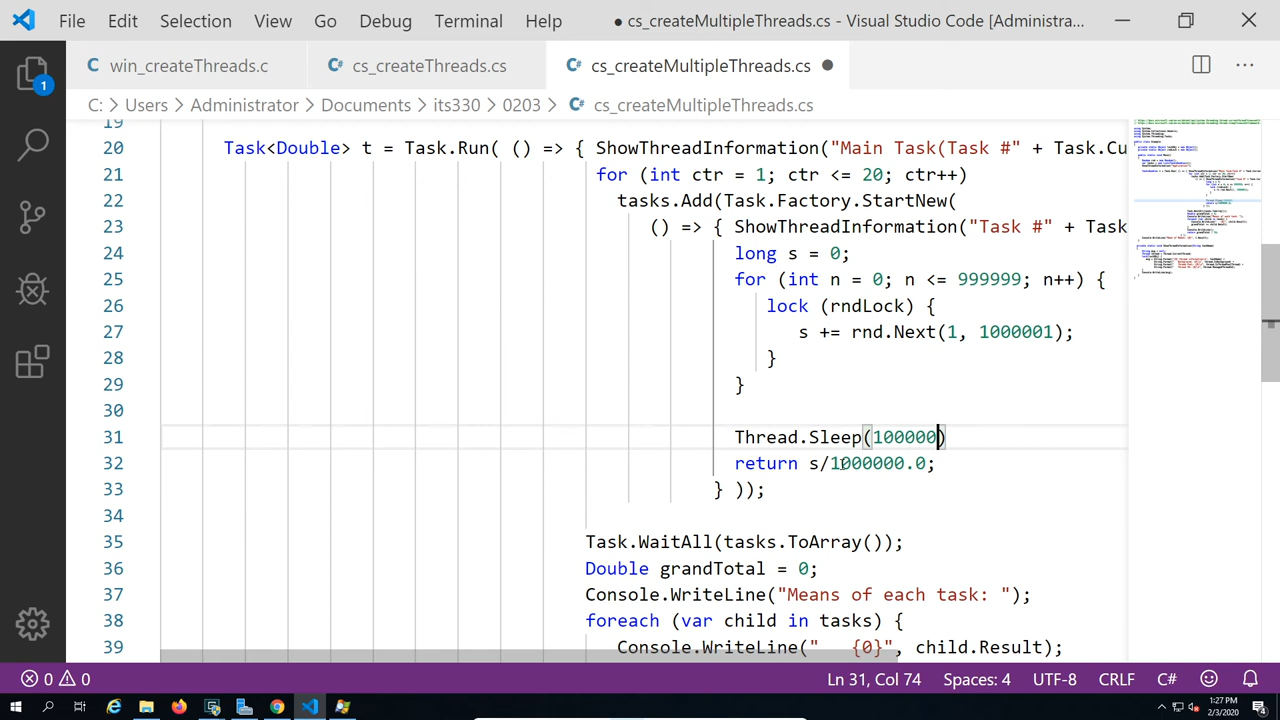 File Edit Selection View Go Debug Terminal Help ● cs_createMultipleThreads.cs - Visual Studio Code [Administra...
win_createThreads.c cs_createThreads.cs cs_createMultipleThreads.cs
C: > Users > Administrator > Documents > its330 > 0203 > cs_createMultipleThreads.cs
19
20 Task<Double> t = Task.Run( () => { ShowThreadInformation("Main Task(Task #" + Task.Cu
21 for (int ctr = 1; ctr <= 20; ctr++)
22 tasks.Add(Task.Factory.StartNew(
23 () => { ShowThreadInformation("Task #" + Task
24 long s = 0;
25 for (int n = 0; n <= 999999; n++) {
26 lock (rndLock) {
27 s += rnd.Next(1, 1000001);
28 }
29 }
30
31 Thread.Sleep(100000)
32 return s/1000000.0;
33 } ));
34
35 Task.WaitAll(tasks.ToArray());
36 Double grandTotal = 0;
37 Console.WriteLine("Means of each task: ");
38 foreach (var child in tasks) {
39 Console.WriteLine("   {0}", child.Result);
0 0 Ln 31, Col 74 Spaces: 4 UTF-8 CRLF C#
1:27 PM
2/3/2020